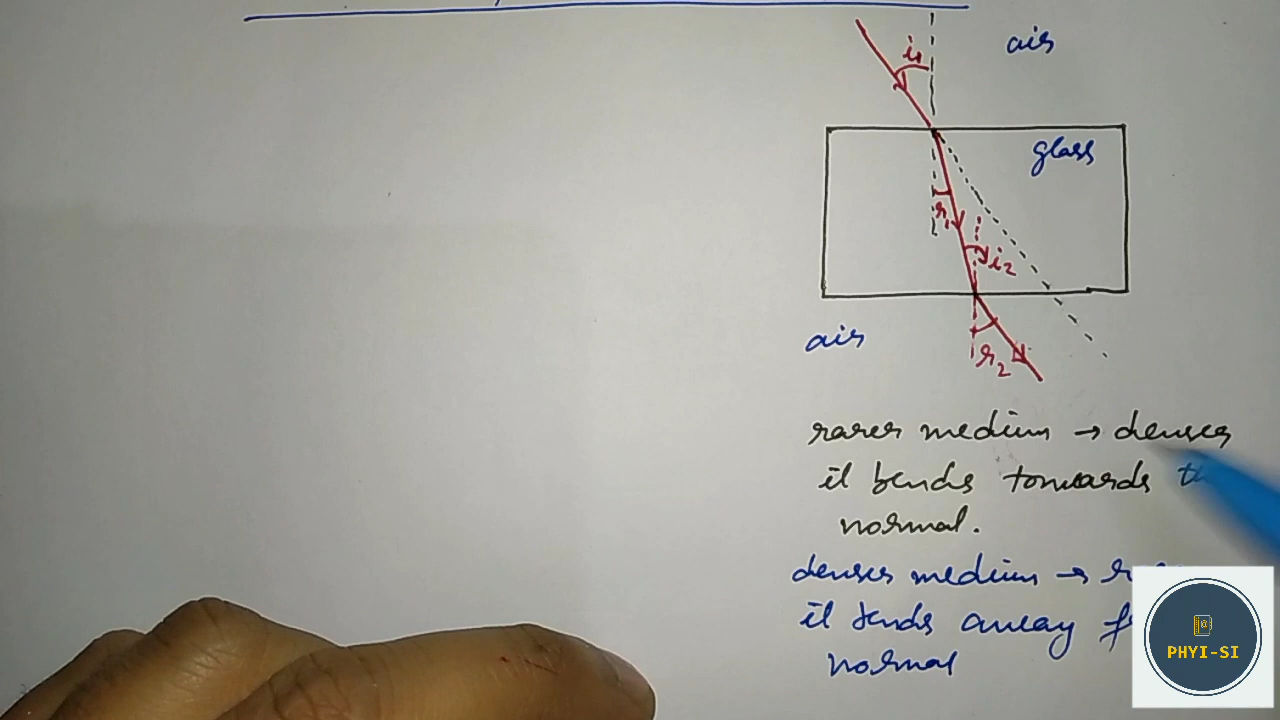 air
i1
glass
r1
i2
air
r2
rarer medium → denser
it bends towards
normal.
denser medium →
it bends away
normal
PHYI-SI